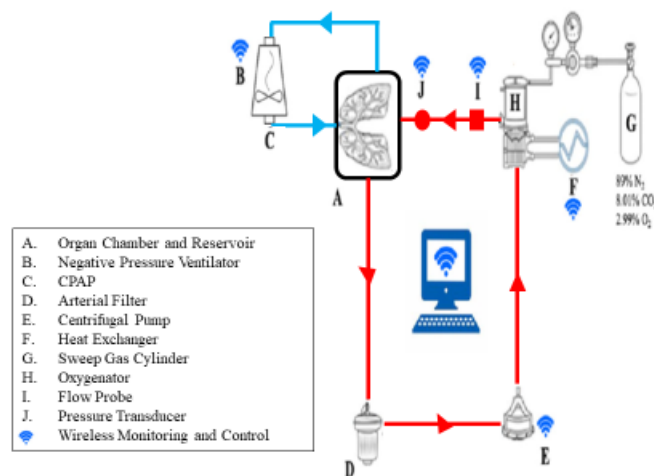 B
C
A
J
I
H
G
F
89% N₂
8.01% CO
2.99% O₂
D
E
A. Organ Chamber and Reservoir
B. Negative Pressure Ventilator
C. CPAP
D. Arterial Filter
E. Centrifugal Pump
F. Heat Exchanger
G. Sweep Gas Cylinder
H. Oxygenator
I. Flow Probe
J. Pressure Transducer
Wireless Monitoring and Control